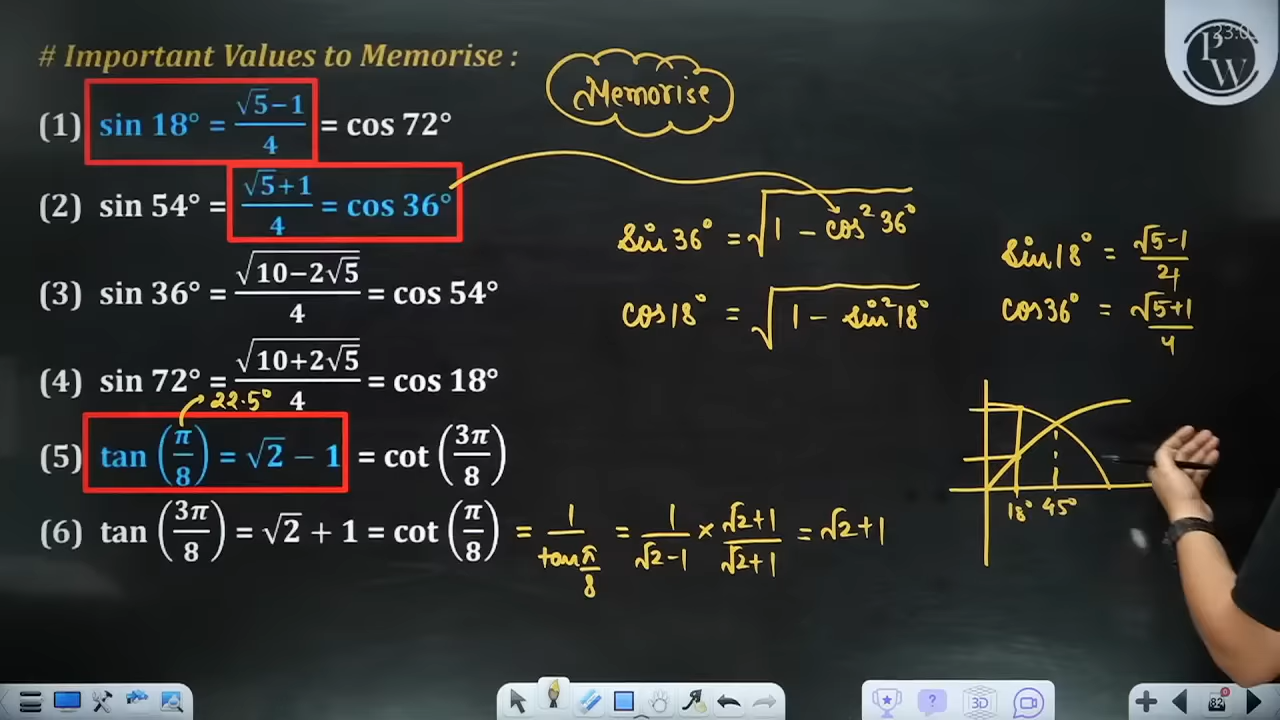 # Important Values to Memorise :
Memorise
(1) sin 18° = (√5−1)/4 = cos 72°
(2) sin 54° = (√5+1)/4 = cos 36°
(3) sin 36° = √(10−2√5)/4 = cos 54°
(4) sin 72° = √(10+2√5)/4 = cos 18°
22.5°
(5) tan (π/8) = √2 − 1 = cot (3π/8)
(6) tan (3π/8) = √2 + 1 = cot (π/8) = 1/tan π/8 = 1/(√2-1) × (√2+1)/(√2+1) = √2+1
sin 36° = √(1 - cos² 36°)
cos 18° = √(1 - sin² 18°)
sin 18° = (√5-1)/4
cos 36° = (√5+1)/4
18° 45°
PW
3D
82